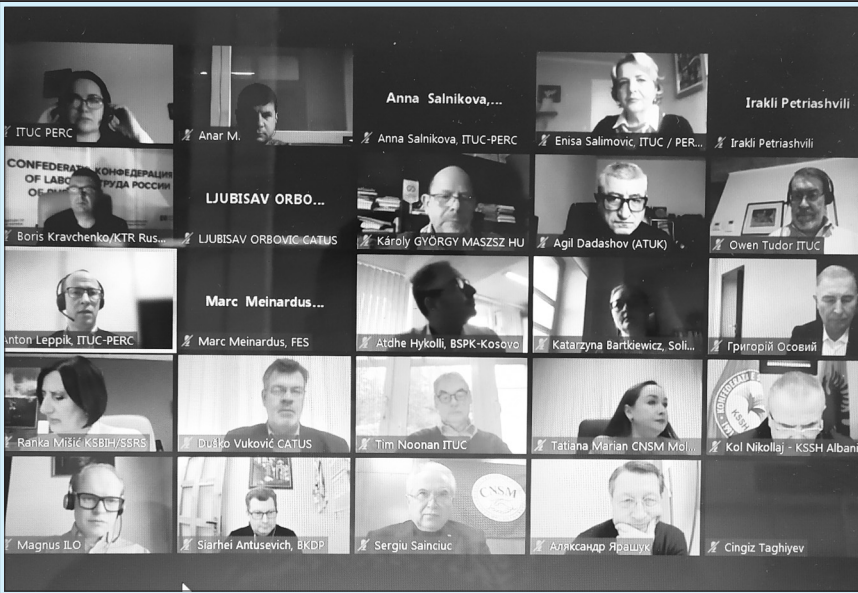 ITUC PERC
Anar M.
Anna Salnikova,...
Anna Salnikova, ITUC-PERC
Enisa Salimovic, ITUC / PER...
Irakli Petriashvili
Irakli Petriashvili
CONFEDERAT КОНФЕДЕРАЦИЯ
OF LABO ТРУДА РОССИИ
OF
Boris Kravchenko/KTR Rus...
LJUBISAV ORBO...
LJUBISAV ORBOVIC CATUS
Károly GYÖRGY MASZSZ HU
Agil Dadashov (ATUK)
Owen Tudor ITUC
Anton Leppik, ITUC-PERC
Marc Meinardus...
Marc Meinardus, FES
Atdhe Hykolli, BSPK-Kosovo
Katarzyna Bartkiewicz, Soli...
Григорій Осовий
Ranka Mišić KSBIH/SSRS
Duško Vuković CATUS
Tim Noonan ITUC
Tatiana Marian CNSM Mol...
KSSH
Kol Nikollaj - KSSH Albani
Magnus ILO
Siarhei Antusevich, BKDP
CNSM
Sergiu Sainciuc
Аляксандр Ярашук
Cingiz Taghiyev